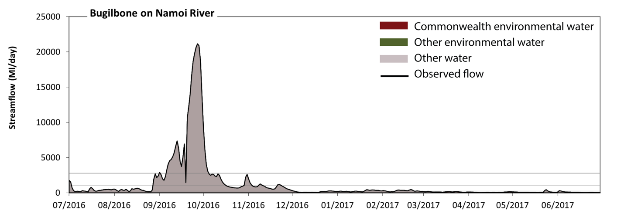 Bugilbone on Namoi River
Streamflow (Ml/day)
25000
20000
15000
10000
5000
0
07/2016 08/2016 09/2016 10/2016 11/2016 12/2016 01/2017 02/2017 03/2017 04/2017 05/2017 06/2017
Commonwealth environmental water
Other environmental water
Other water
Observed flow